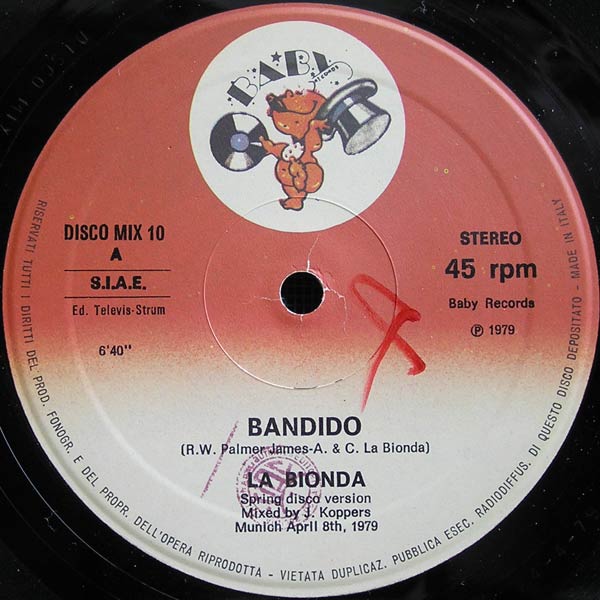 BABY
RECORDS
DISCO MIX 10
A
S.I.A.E.
Ed. Televis-Strum
6'40"
STEREO
45 rpm
Baby Records
℗ 1979
A
BANDIDO
(R.W. Palmer James-A. & C. La Bionda)
LA BIONDA
Spring disco version
Mixed by J. Koppers
Munich April 8th, 1979
RISERVATI TUTTI I DIRITTI DEL PROD. FONOGR. E DEL PROPR. DELL'OPERA RIPRODOTTA - VIETATA DUPLICAZ. PUBBLICA ESEC. RADIODIFFUS. DI QUESTO DISCO DEPOSITATO - MADE IN ITALY